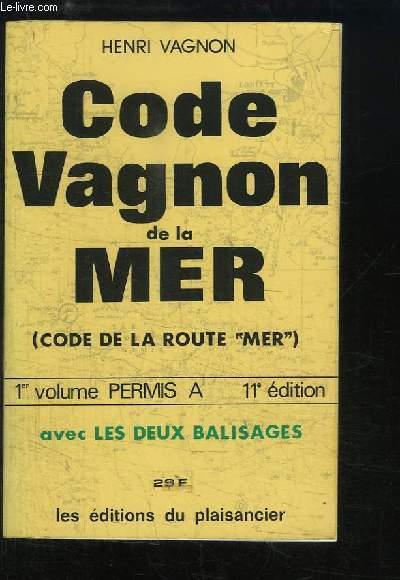 www.le-livre.com
HENRI VAGNON
Code
Vagnon
de la
MER
(CODE DE LA ROUTE "MER")
1er volume PERMIS A 11e édition
avec LES DEUX BALISAGES
29 F
les éditions du plaisancier